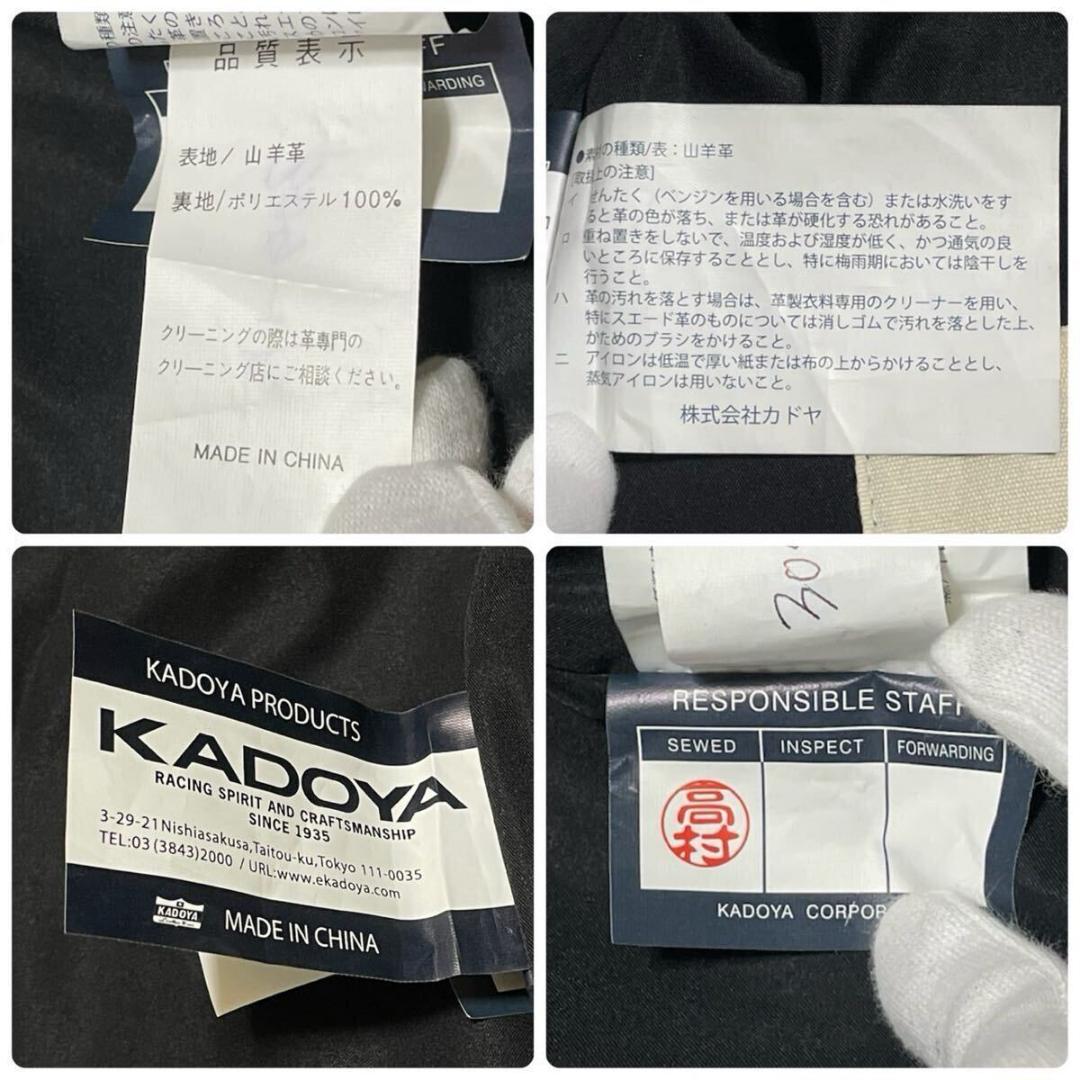 品質表示
ARDING
表地/ 山羊革
裏地/ポリエステル100%
クリーニングの際は革専門の
クリーニング店にご相談ください。
MADE IN CHINA
の種類/表：山羊革
上の注意]
イ せんたく（ベンジンを用いる場合を含む）または水洗いをす
ると革の色が落ち、または革が硬化する恐れがあること。
ロ 重ね置きをしないで、温度および湿度が低く、かつ通気の良
いところに保存することとし、特に梅雨期においては陰干しを
行うこと。
ハ 革の汚れを落とす場合は、革製衣料専用のクリーナーを用い、
特にスエード革のものについては消しゴムで汚れを落とした上、
かためのブラシをかけること。
ニ アイロンは低温で厚い紙または布の上からかけることとし、
蒸気アイロンは用いないこと。
株式会社カドヤ
KADOYA PRODUCTS
KADOYA
RACING SPIRIT AND CRAFTSMANSHIP
SINCE 1935
3-29-21 Nishiasakusa,Taitou-ku,Tokyo 111-0035
TEL:03 (3843)2000 / URL:www.ekadoya.com
KADOYA
MADE IN CHINA
RESPONSIBLE STAF
SEWED INSPECT FORWARDING
高村
KADOYA CORPOR